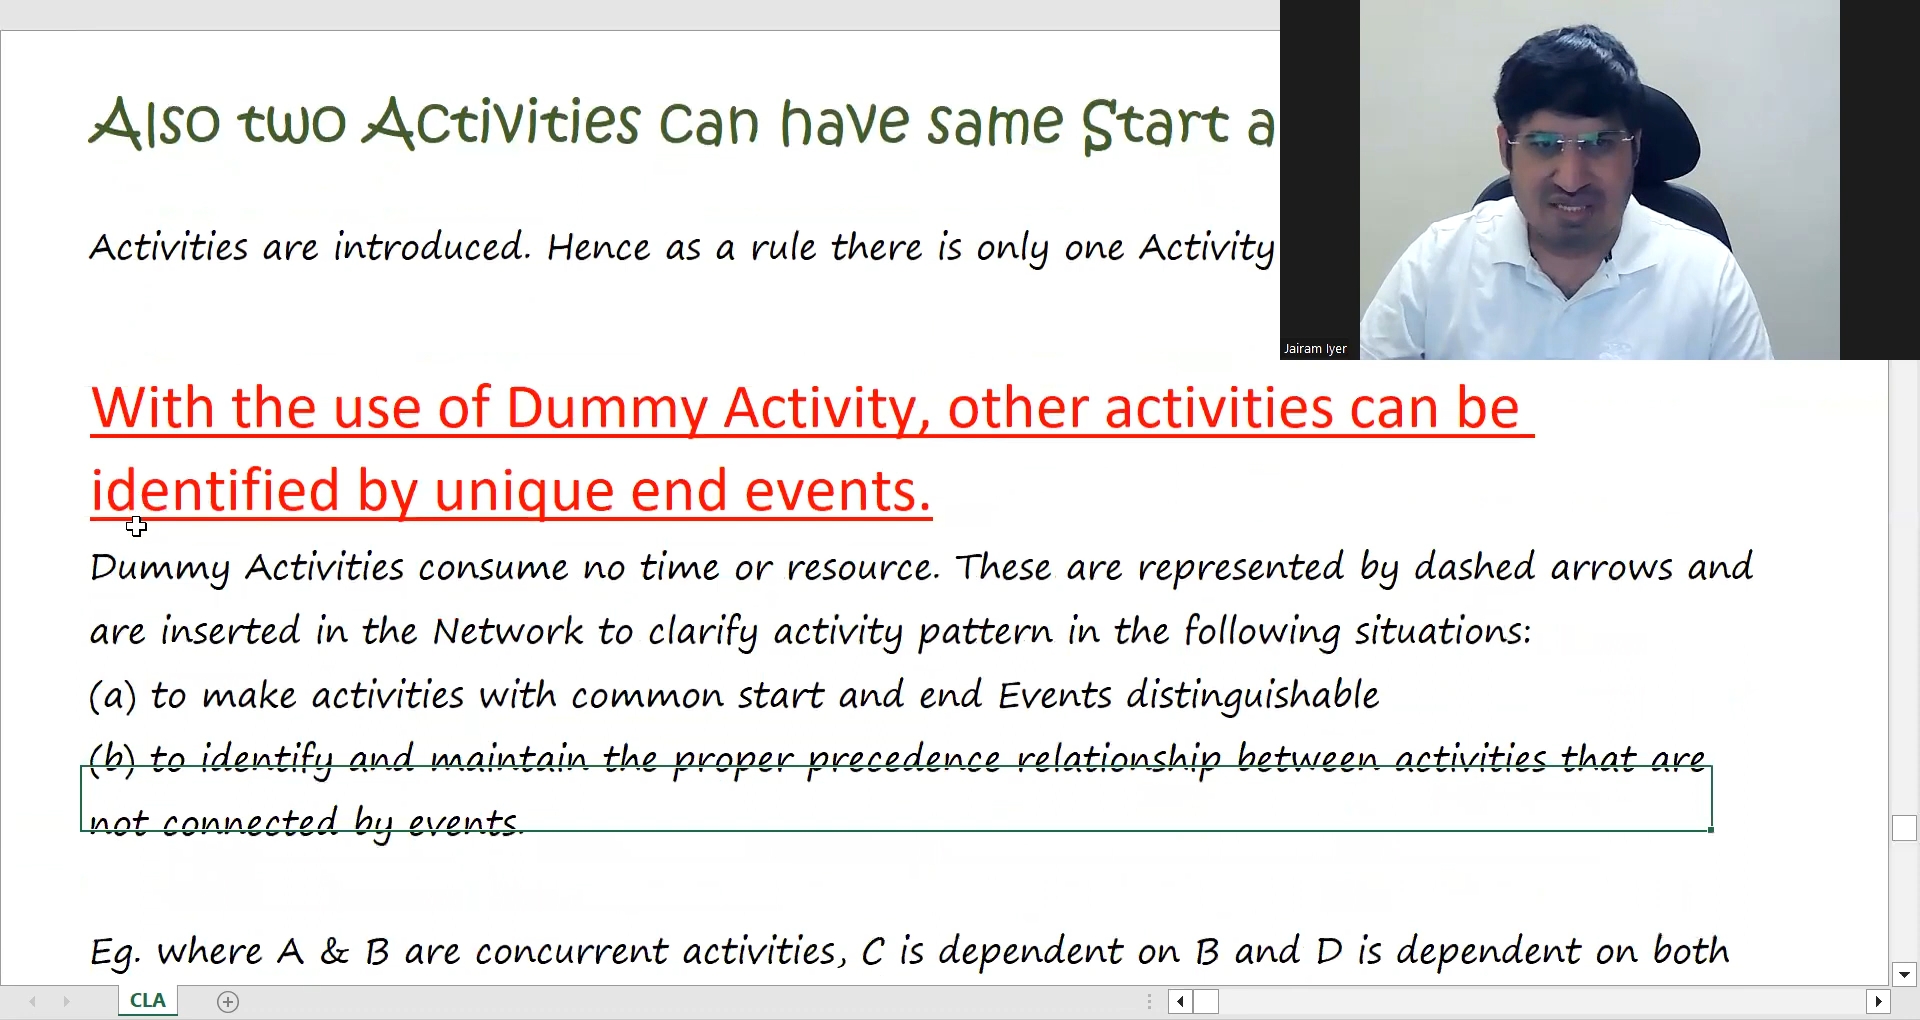 Also two Activities can have same Start a
Activities are introduced. Hence as a rule there is only one Activity
Jairam Iyer
With the use of Dummy Activity, other activities can be
identified by unique end events.
Dummy Activities consume no time or resource. These are represented by dashed arrows and
are inserted in the Network to clarify activity pattern in the following situations:
(a) to make activities with common start and end Events distinguishable
(b) to identify and maintain the proper precedence relationship between activities that are
not connected by events.
Eg. where A & B are concurrent activities, C is dependent on B and D is dependent on both
CLA